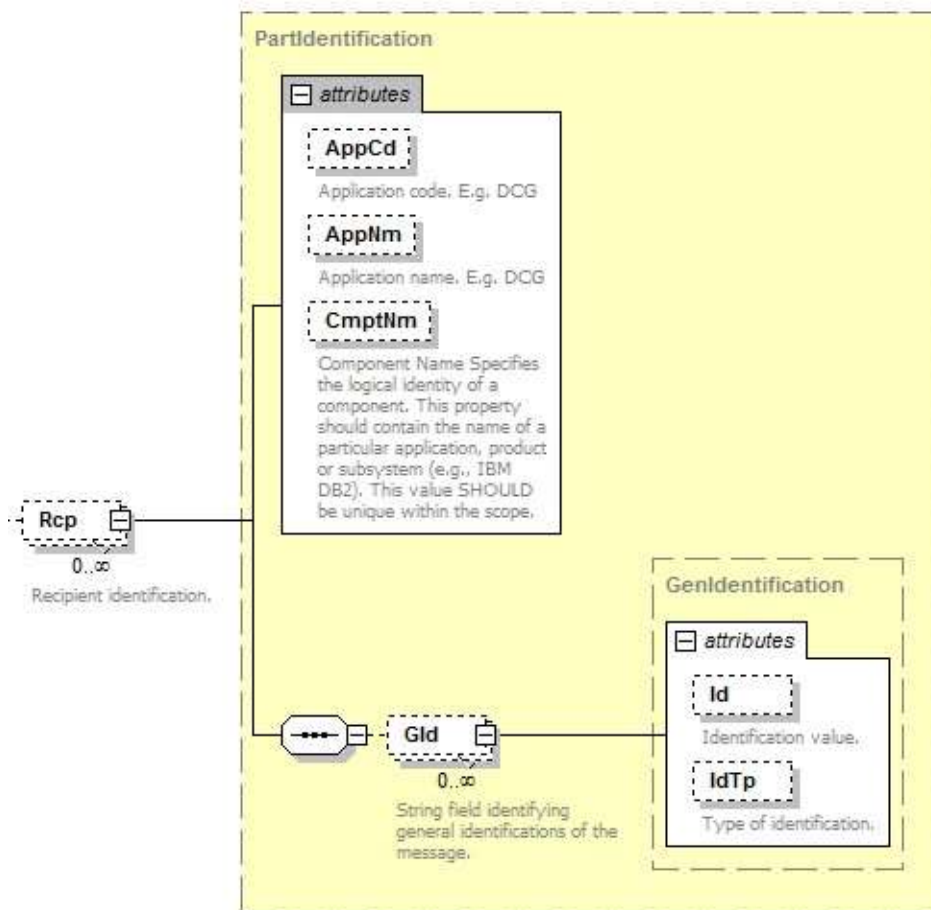 PartIdentification
attributes
AppCd
Application code. E.g. DCG
AppNm
Application name. E.g. DCG
CmptNm
Component Name Specifies
the logical identity of a
component. This property
should contain the name of a
particular application, product
or subsystem (e.g., IBM
DB2). This value SHOULD
be unique within the scope.
Rcp
0..∞
Recipient identification.
GenIdentification
attributes
Id
Identification value.
IdTp
Type of identification.
GId
0..∞
String field identifying
general identifications of the
message.